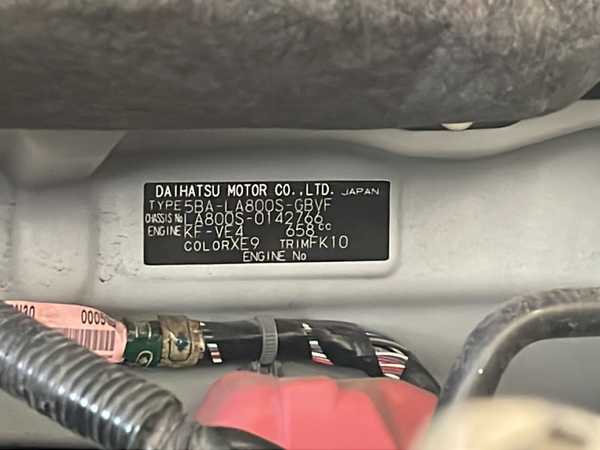 DAIHATSU MOTOR CO.,LTD. JAPAN
TYPE 5BA-LA800S-GBVF
CHASSIS No LA800S-0142766
ENGINE KF-VE4 658cc
COLOR XE9 TRIM FK10
ENGINE No
0005